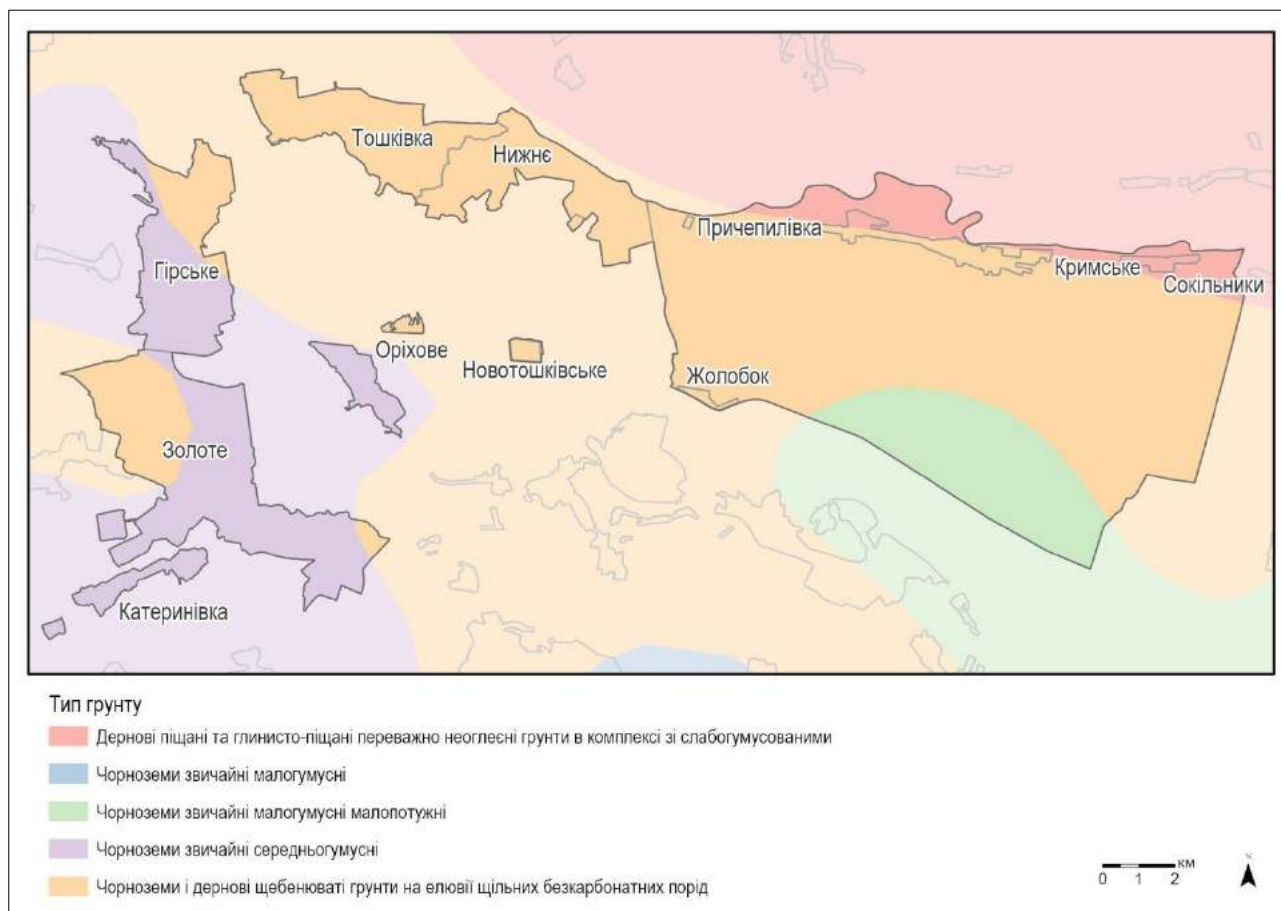 Тошківка
Нижнє
Причепилівка
Гірське
Кримське
Сокільники
Оріхове
Новотошківське
Жолобок
Золоте
Катеринівка
Тип грунту
Дернові піщані та глинисто-піщані переважно неоглеєні грунти в комплексі зі слабогумусованими
Чорноземи звичайні малогумусні
Чорноземи звичайні малогумусні малопотужні
Чорноземи звичайні середньогумусні
Чорноземи і дернові щебенюваті грунти на елювії щільних безкарбонатних порід
км
0 1 2
N